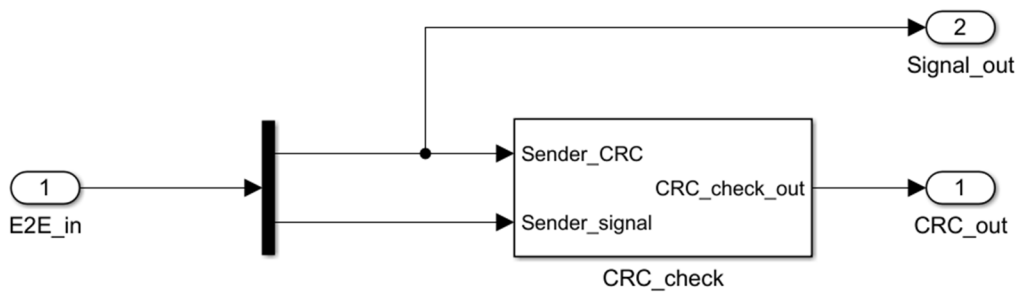 2
Signal_out
Sender_CRC
1
CRC_check_out
1
E2E_in
Sender_signal
CRC_out
CRC_check